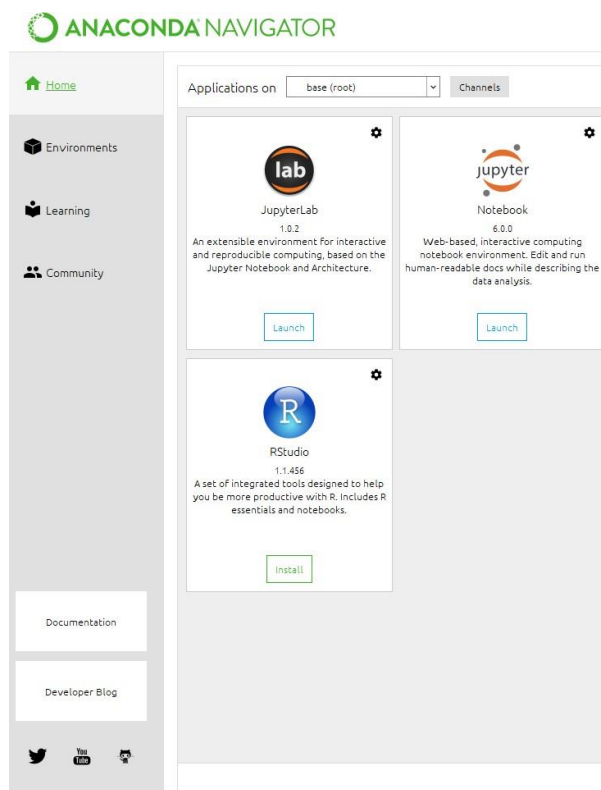 ANACONDA NAVIGATOR
Home
Environments
Learning
Community
Documentation
Developer Blog
You
Tube
Applications on base (root) Channels
lab
JupyterLab
1.0.2
An extensible environment for interactive
and reproducible computing, based on the
Jupyter Notebook and Architecture.
Launch
jupyter
Notebook
6.0.0
Web-based, interactive computing
notebook environment. Edit and run
human-readable docs while describing the
data analysis.
Launch
R
RStudio
1.1.456
A set of integrated tools designed to help
you be more productive with R. Includes R
essentials and notebooks.
Install